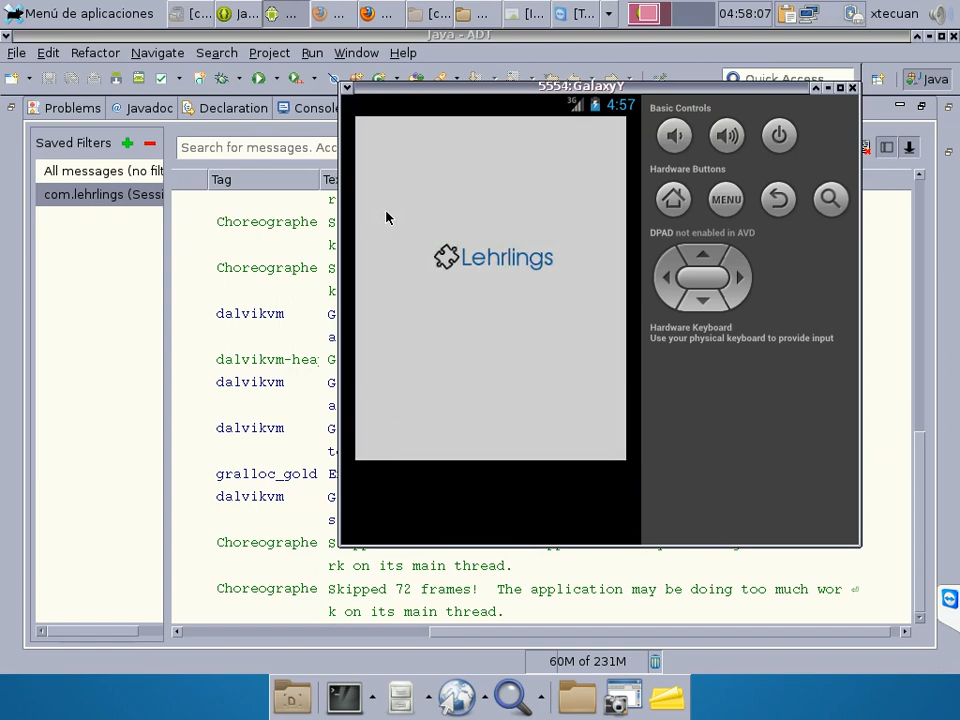 Menú de aplicaciones
[c...
Ja...
...
...
...
[c...
...
[I...
[T...
04:58:07
xtecuan
Java - ADT
File Edit Refactor Navigate Search Project Run Window Help
Quick Access
Java
5554:GalaxyY
Problems
Javadoc
Declaration
Console
Saved Filters
Search for messages. Acc
All messages (no filt
com.lehrlings (Sessi
Tag
Tex
r
Choreographe S
k
Choreographe S
k
dalvikvm G
a
dalvikvm-hea G
dalvikvm G
a
dalvikvm G
t
gralloc_gold E
dalvikvm G
s
Choreographe S
rk on its main thread.
Choreographe Skipped 72 frames! The application may be doing too much wor
k on its main thread.
3G
4:57
Lehrlings
Basic Controls
Hardware Buttons
MENU
DPAD not enabled in AVD
Hardware Keyboard
Use your physical keyboard to provide input
60M of 231M
D